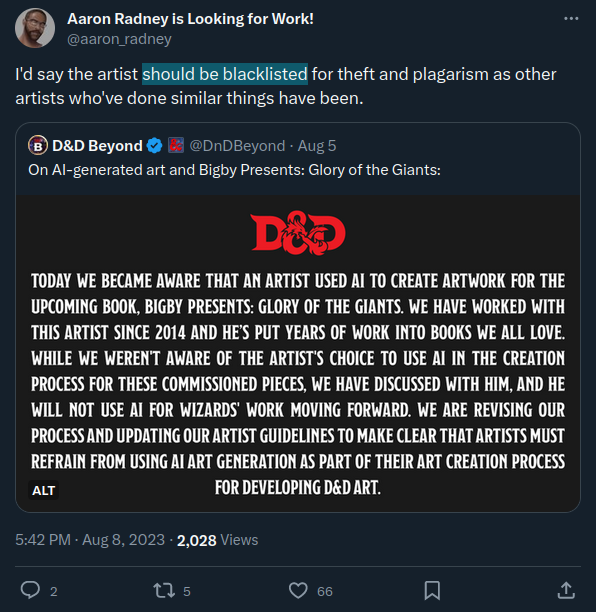 Aaron Radney is Looking for Work!
@aaron_radney
I'd say the artist should be blacklisted for theft and plagarism as other
artists who've done similar things have been.
B D&D Beyond @DnDBeyond · Aug 5
On AI-generated art and Bigby Presents: Glory of the Giants:
D&D
TODAY WE BECAME AWARE THAT AN ARTIST USED AI TO CREATE ARTWORK FOR THE
UPCOMING BOOK, BIGBY PRESENTS: GLORY OF THE GIANTS. WE HAVE WORKED WITH
THIS ARTIST SINCE 2014 AND HE'S PUT YEARS OF WORK INTO BOOKS WE ALL LOVE.
WHILE WE WEREN'T AWARE OF THE ARTIST'S CHOICE TO USE AI IN THE CREATION
PROCESS FOR THESE COMMISSIONED PIECES, WE HAVE DISCUSSED WITH HIM, AND HE
WILL NOT USE AI FOR WIZARDS' WORK MOVING FORWARD. WE ARE REVISING OUR
PROCESS AND UPDATING OUR ARTIST GUIDELINES TO MAKE CLEAR THAT ARTISTS MUST
REFRAIN FROM USING AI ART GENERATION AS PART OF THEIR ART CREATION PROCESS
FOR DEVELOPING D&D ART.
ALT
5:42 PM · Aug 8, 2023 · 2,028 Views
2 5 66